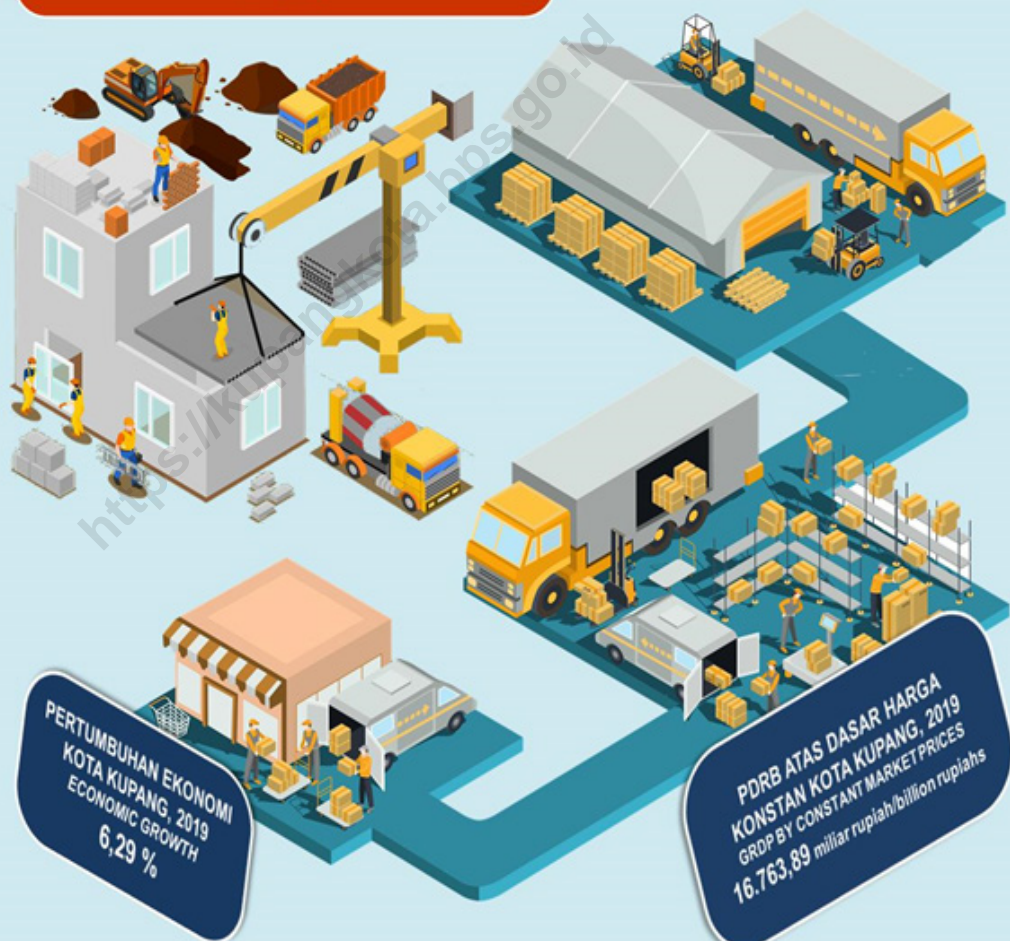 https://kupangkota.bps.go.id
PERTUMBUHAN EKONOMI
KOTA KUPANG, 2019
ECONOMIC GROWTH
6,29 %
PDRB ATAS DASAR HARGA
KONSTAN KOTA KUPANG, 2019
GRDP BY CONSTANT MARKET PRICES
16.763,89 miliar rupiah/billion rupiahs